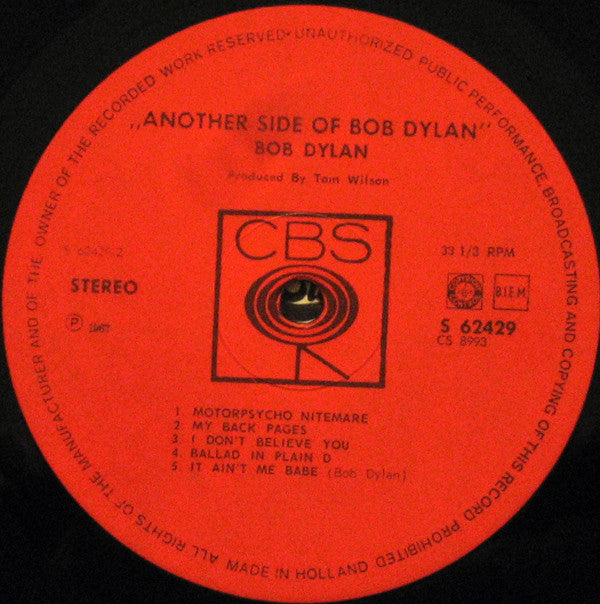 ALL RIGHTS OF THE MANUFACTURER AND OF THE OWNER OF THE RECORDED WORK RESERVED · UNAUTHORIZED PUBLIC PERFORMANCE, BROADCASTING AND COPYING OF THIS RECORD PROHIBITED
MADE IN HOLLAND
„ANOTHER SIDE OF BOB DYLAN"
BOB DYLAN
Produced By Tom Wilson
CBS
S 62429 2
33 1/3 RPM
STEREO
B.I.E.M.
Ⓟ 1967
S 62429
CS 8993
1 MOTORPSYCHO NITEMARE
2 MY BACK PAGES
3 I DON'T BELIEVE YOU
4. BALLAD IN PLAIN D
5. IT AIN'T ME BABE (Bob Dylan)